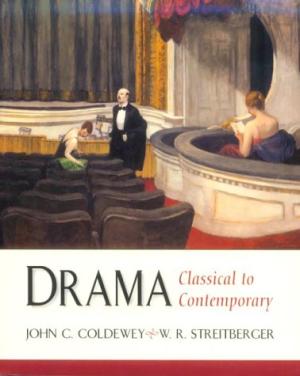 DRAMA Classical to
Contemporary
JOHN C. COLDEWEY W. R. STREITBERGER